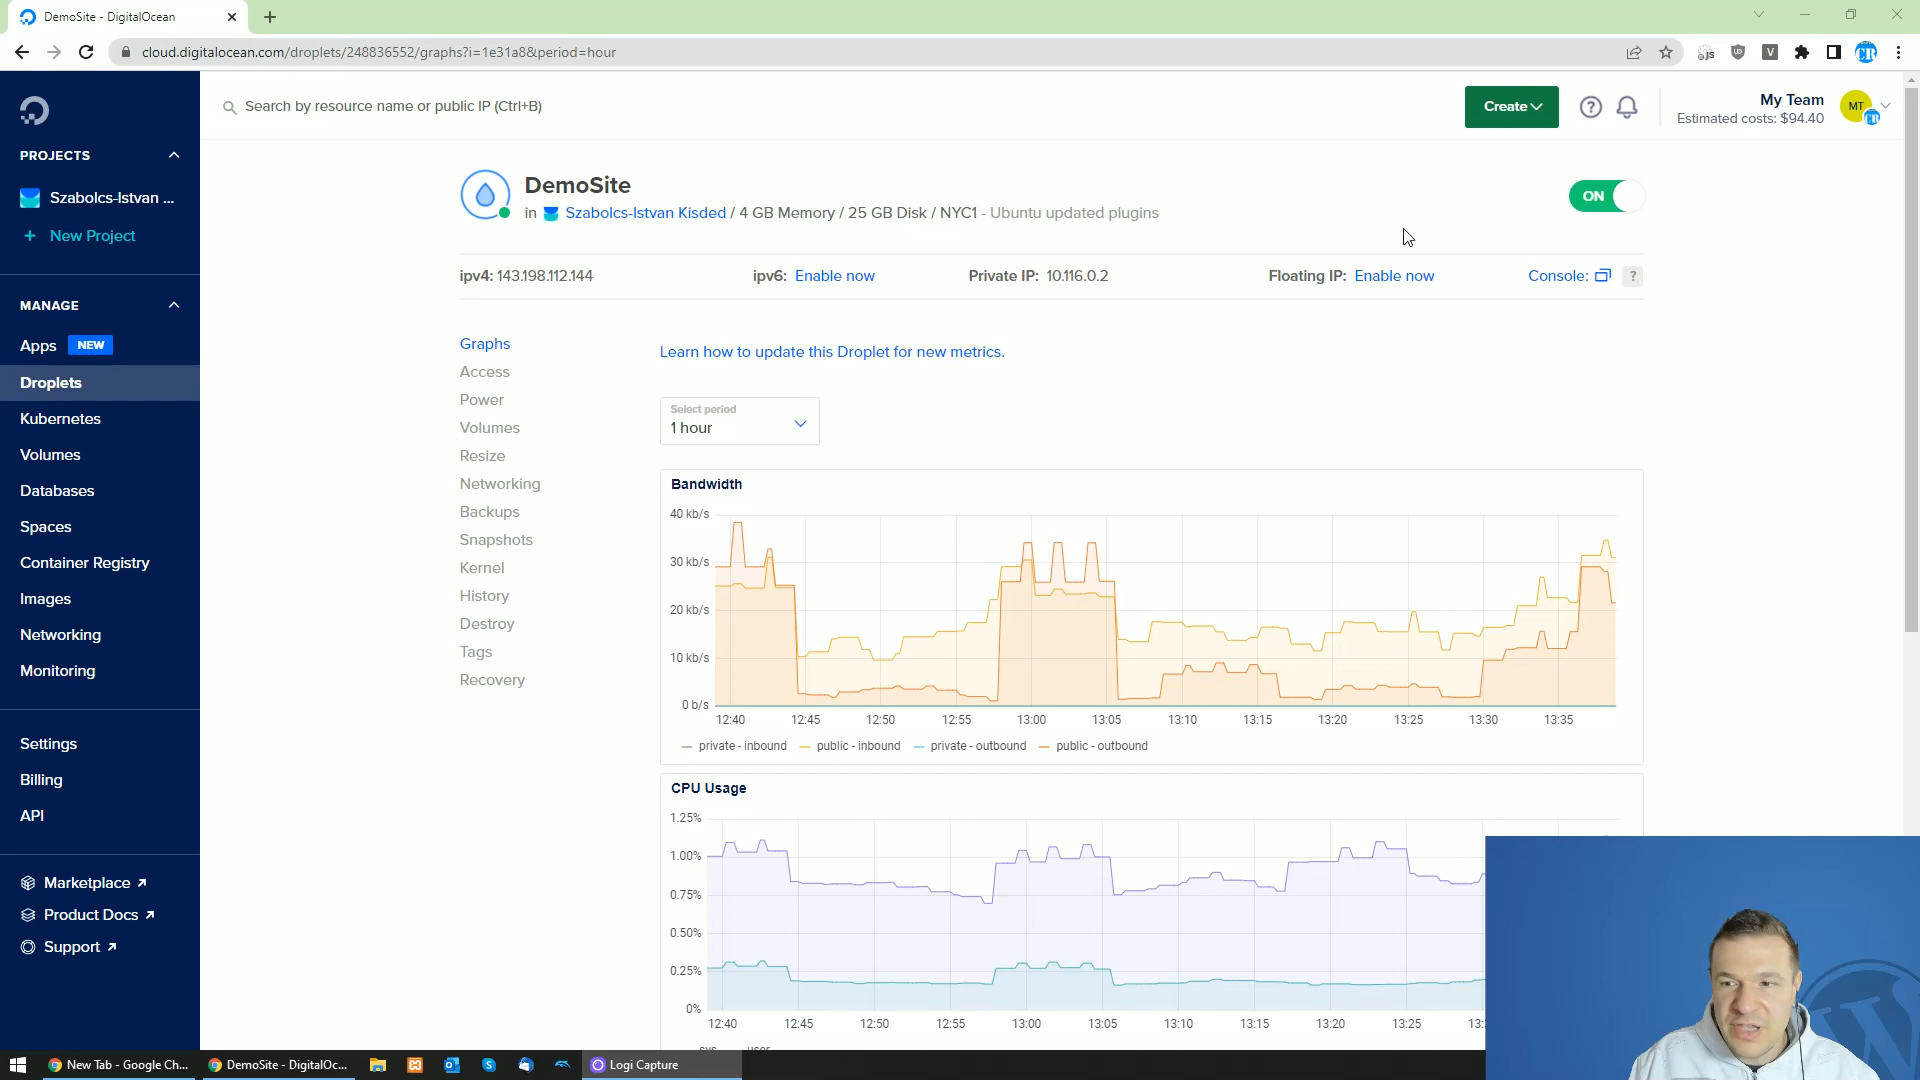 DemoSite - DigitalOcean
cloud.digitalocean.com/droplets/248836552/graphs?i=1e31a8&period=hour
Search by resource name or public IP (Ctrl+B)
Create
?
My Team
Estimated costs: $94.40
MT
PROJECTS
Szabolcs-Istvan ...
+ New Project
MANAGE
Apps NEW
Droplets
Kubernetes
Volumes
Databases
Spaces
Container Registry
Images
Networking
Monitoring
Settings
Billing
API
Marketplace
Product Docs
Support
DemoSite
in Szabolcs-Istvan Kisded / 4 GB Memory / 25 GB Disk / NYC1 - Ubuntu updated plugins
ON
ipv4: 143.198.112.144
ipv6: Enable now
Private IP: 10.116.0.2
Floating IP: Enable now
Console:
?
Graphs
Access
Power
Volumes
Resize
Networking
Backups
Snapshots
Kernel
History
Destroy
Tags
Recovery
Learn how to update this Droplet for new metrics.
Select period
1 hour
Bandwidth
40 kb/s
30 kb/s
20 kb/s
10 kb/s
0 b/s
12:40 12:45 12:50 12:55 13:00 13:05 13:10 13:15 13:20 13:25 13:30 13:35
private - inbound public - inbound private - outbound public - outbound
CPU Usage
1.25%
1.00%
0.75%
0.50%
0.25%
0%
12:40 12:45 12:50 12:55 13:00 13:05 13:10 13:15 13:20 13:25
New Tab - Google Ch...
DemoSite - DigitalOc...
Logi Capture